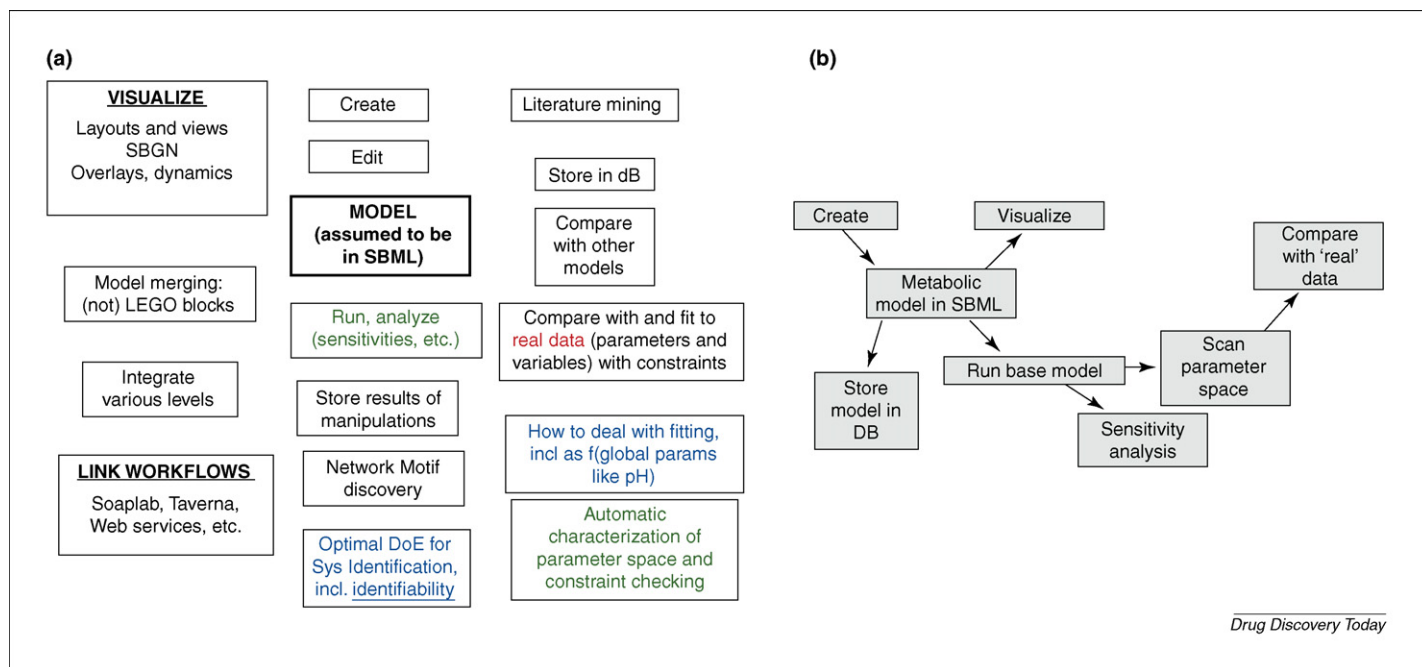 (a)
VISUALIZE
Layouts and views
SBGN
Overlays, dynamics
Model merging:
(not) LEGO blocks
Integrate
various levels
LINK WORKFLOWS
Soaplab, Taverna,
Web services, etc.
Create
Edit
MODEL
(assumed to be
in SBML)
Run, analyze
(sensitivities, etc.)
Store results of
manipulations
Network Motif
discovery
Optimal DoE for
Sys Identification,
incl. identifiability
Literature mining
Store in dB
Compare
with other
models
Compare with and fit to
real data (parameters and
variables) with constraints
How to deal with fitting,
incl as f(global params
like pH)
Automatic
characterization of
parameter space and
constraint checking
(b)
Create
Visualize
Metabolic
model in SBML
Store
model in
DB
Run base model
Sensitivity
analysis
Scan
parameter
space
Compare
with ‘real’
data
Drug Discovery Today